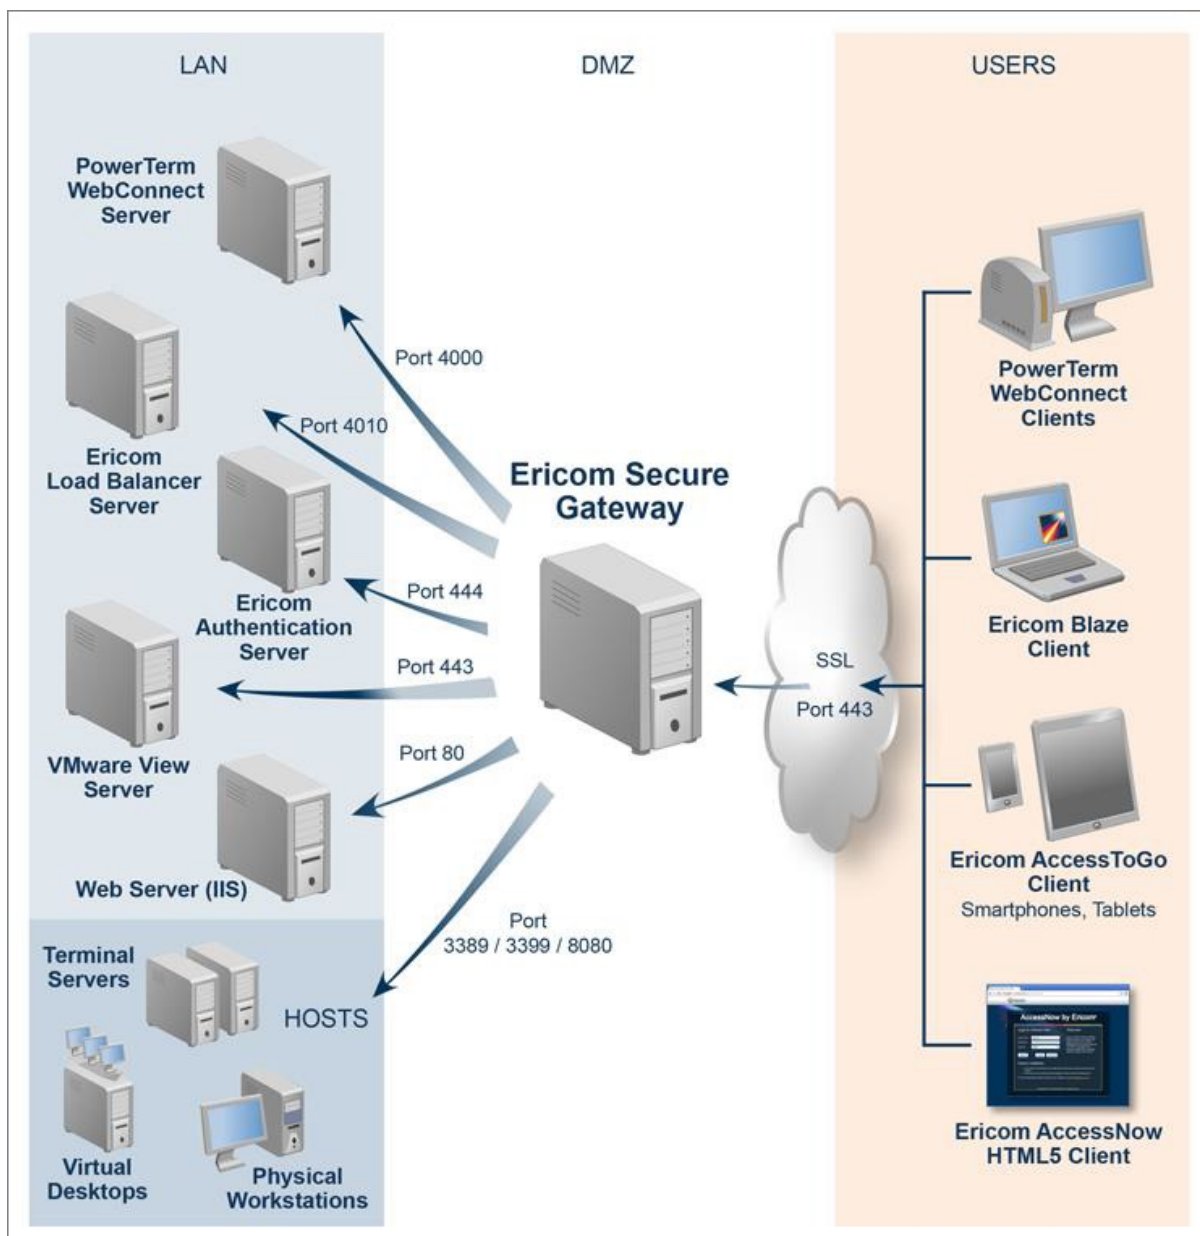 LAN
DMZ
USERS
PowerTerm
WebConnect
Server
Port 4000
PowerTerm
WebConnect
Clients
Port 4010
Ericom
Load Balancer
Server
Ericom Secure
Gateway
Port 444
Ericom
Authentication
Server
Ericom Blaze
Client
Port 443
SSL
Port 443
VMware View
Server
Port 80
Web Server (IIS)
Ericom AccessToGo
Client
Smartphones, Tablets
Port
3389 / 3399 / 8080
Terminal
Servers
HOSTS
AccessNow by Ericom
Virtual
Desktops
Physical
Workstations
Ericom AccessNow
HTML5 Client